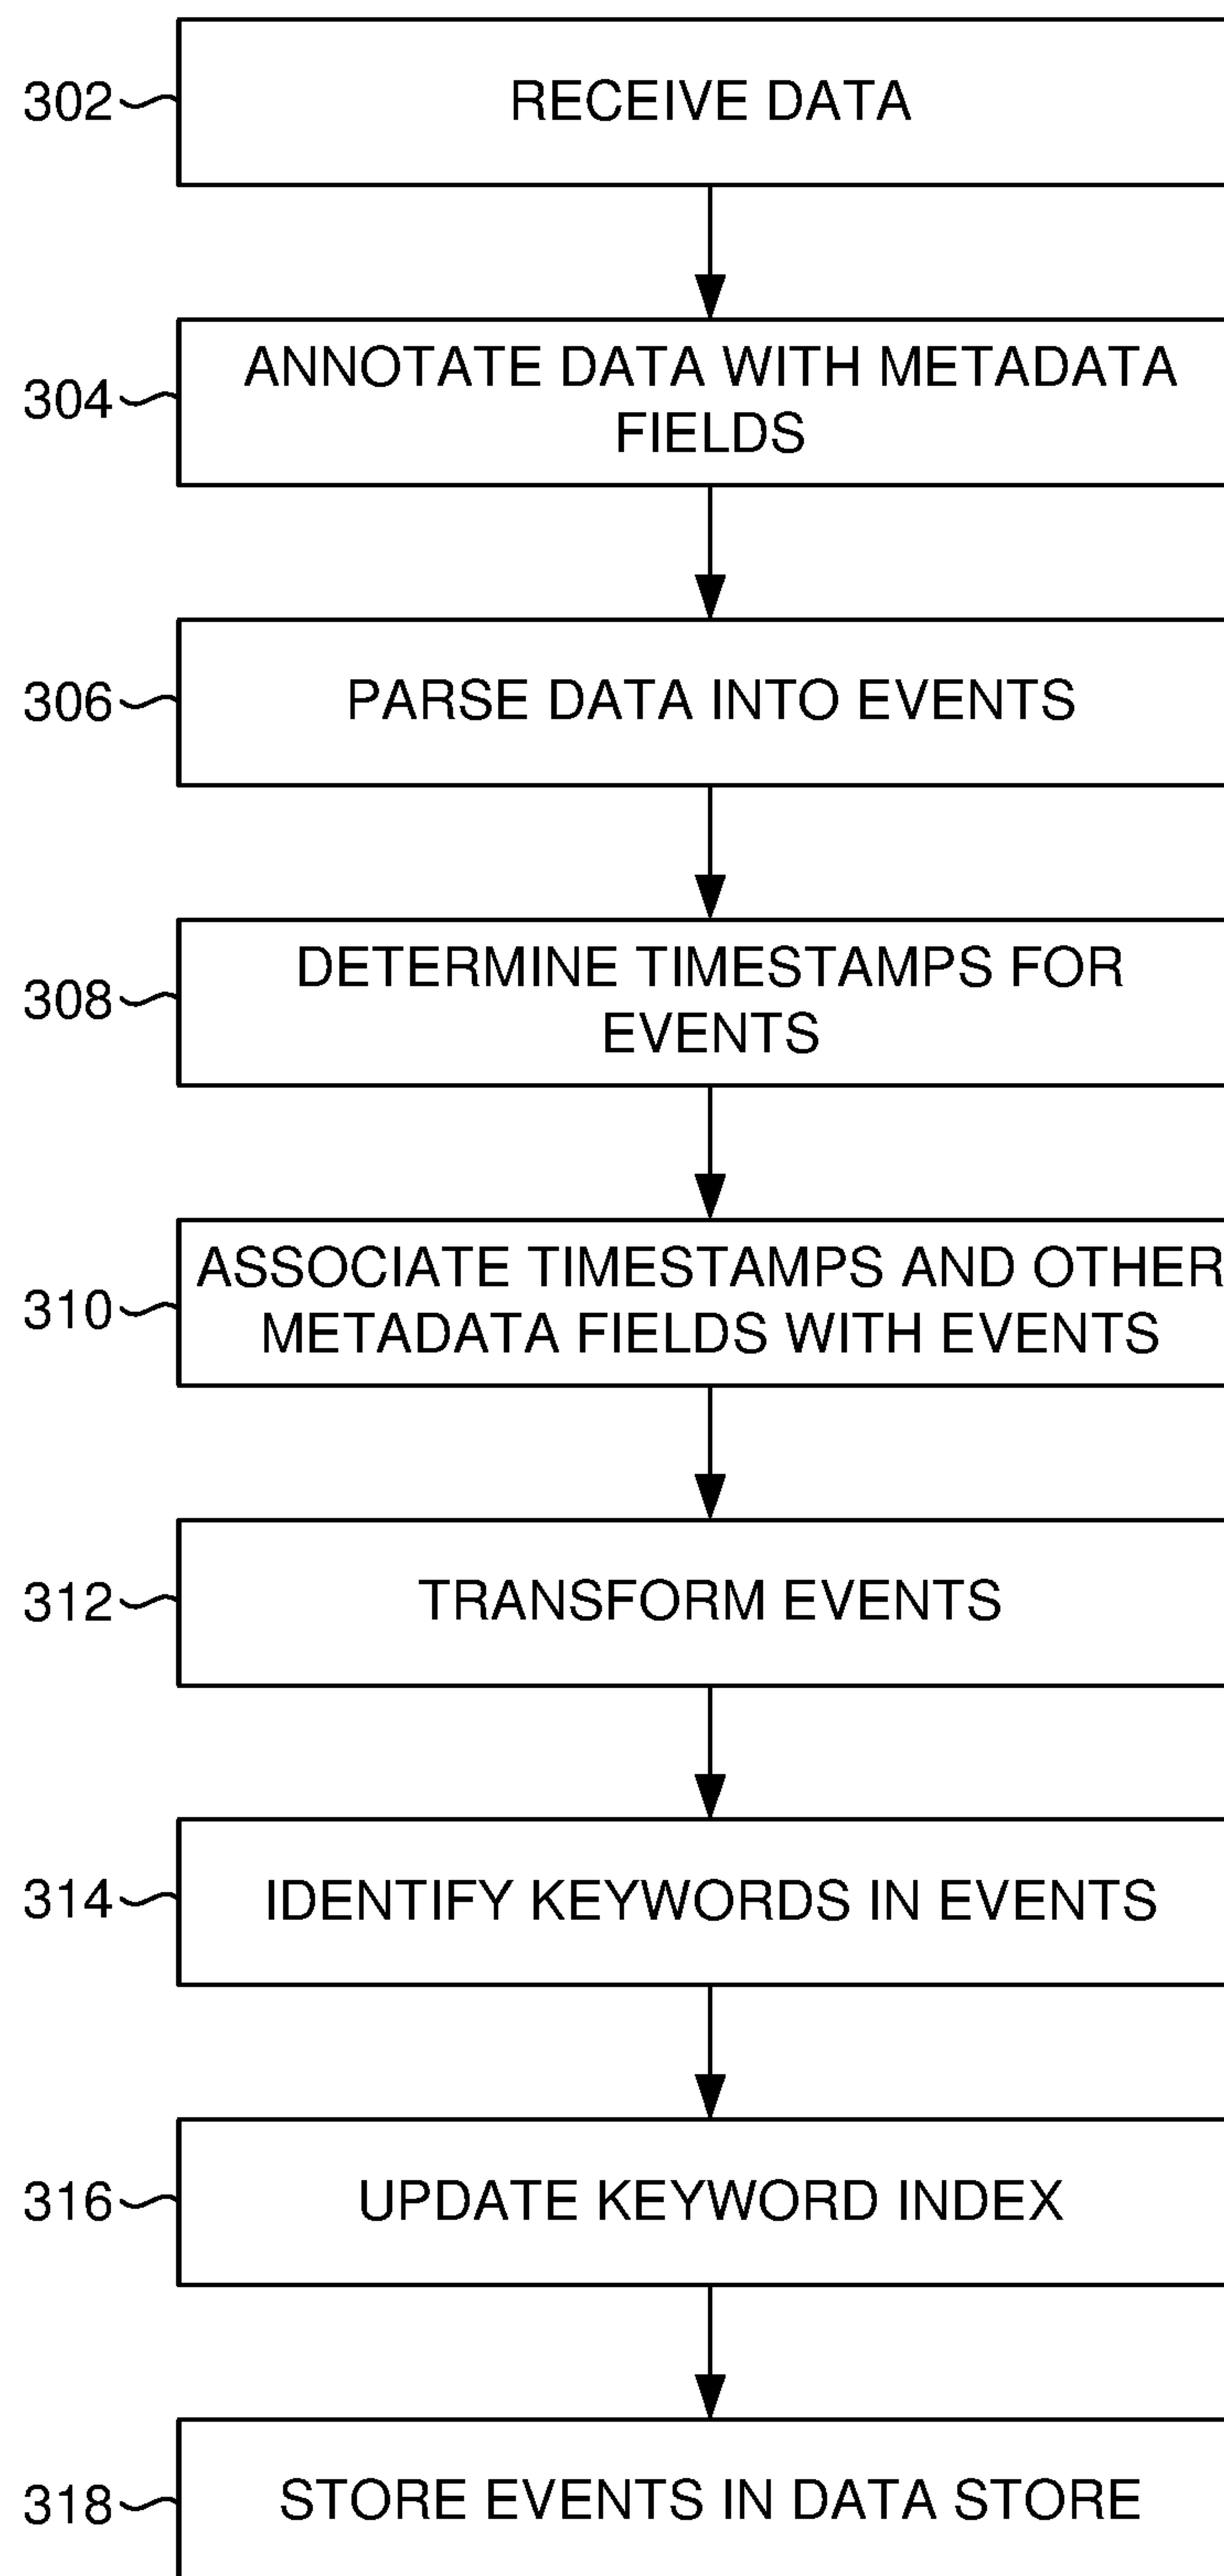 302
RECEIVE DATA
304
ANNOTATE DATA WITH METADATA
FIELDS
306
PARSE DATA INTO EVENTS
308
DETERMINE TIMESTAMPS FOR
EVENTS
310
ASSOCIATE TIMESTAMPS AND OTHER
METADATA FIELDS WITH EVENTS
312
TRANSFORM EVENTS
314
IDENTIFY KEYWORDS IN EVENTS
316
UPDATE KEYWORD INDEX
318
STORE EVENTS IN DATA STORE